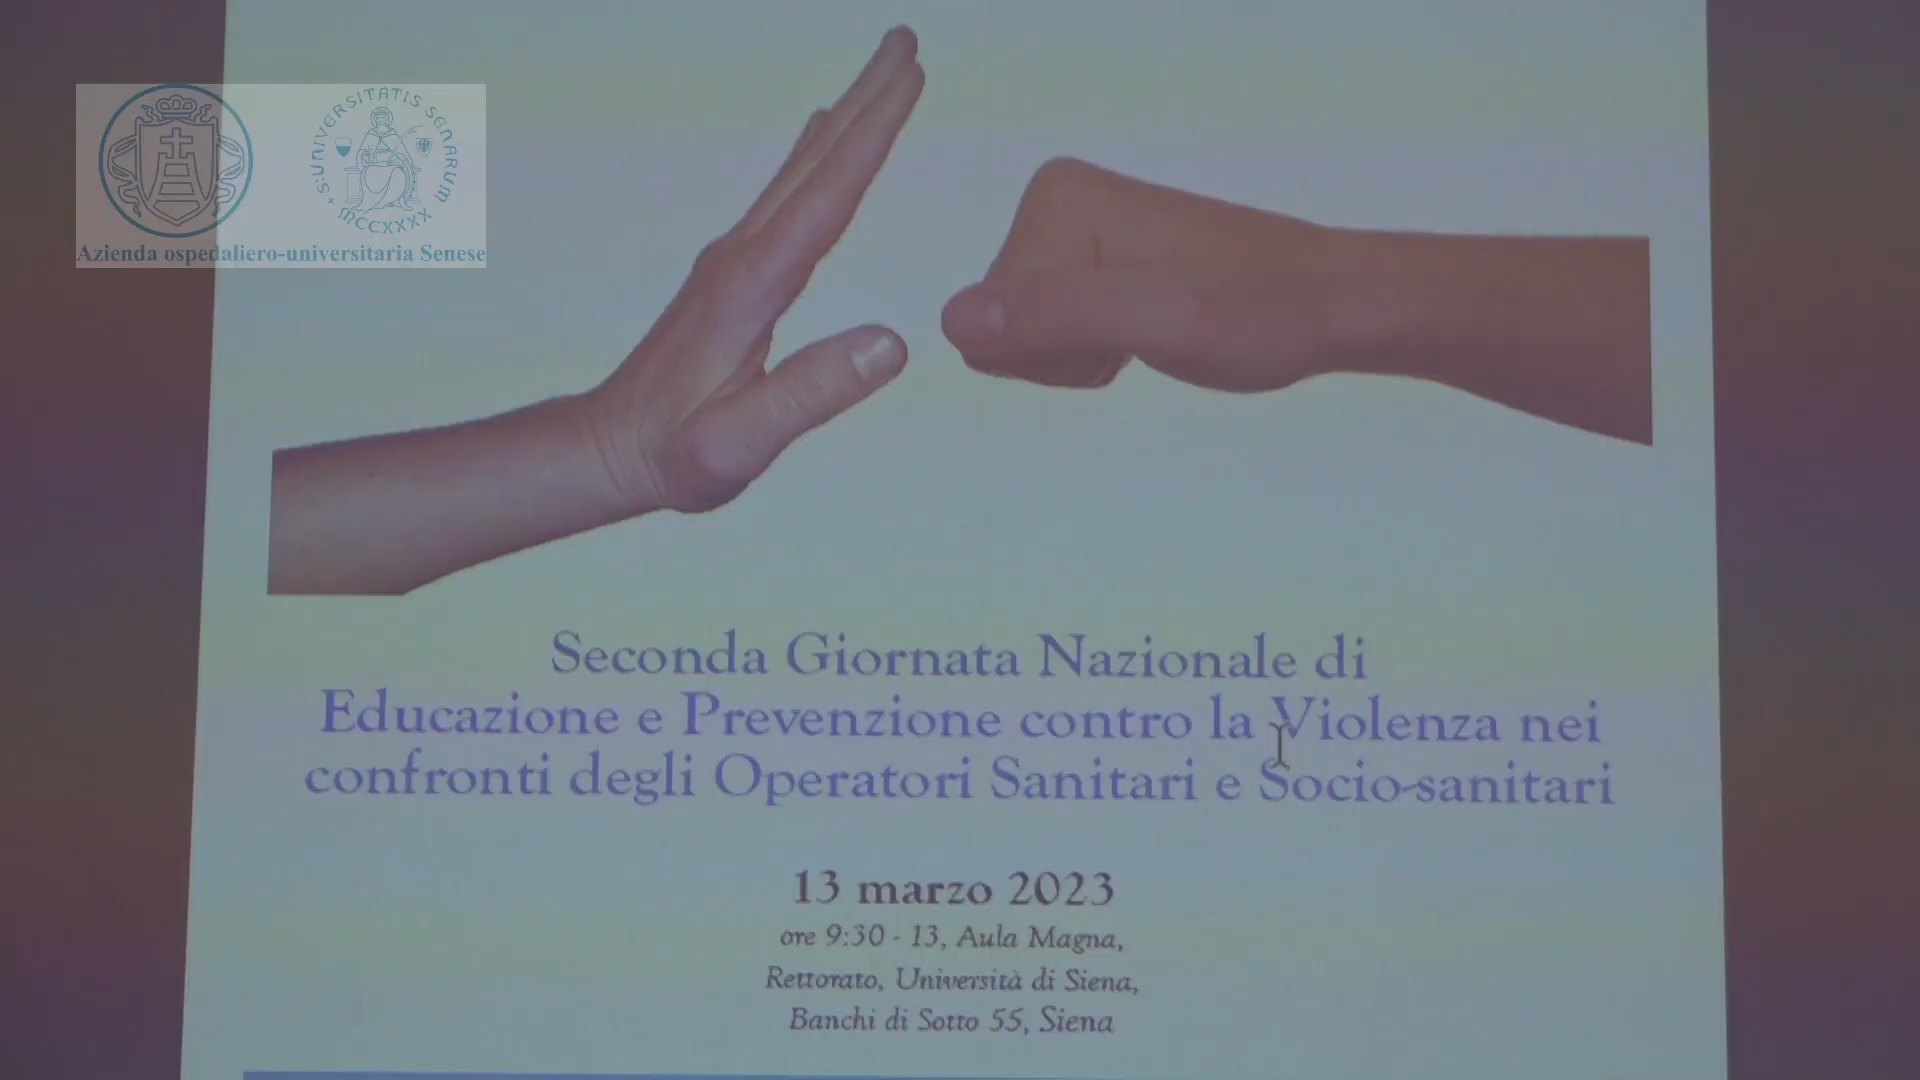 S:UNIVERSITATIS SENARUM
MCCXXXX
Azienda ospedaliero-universitaria Senese
Seconda Giornata Nazionale di
Educazione e Prevenzione contro la Violenza nei
confronti degli Operatori Sanitari e Socio-sanitari
13 marzo 2023
ore 9:30 - 13, Aula Magna,
Rettorato, Università di Siena,
Banchi di Sotto 55, Siena